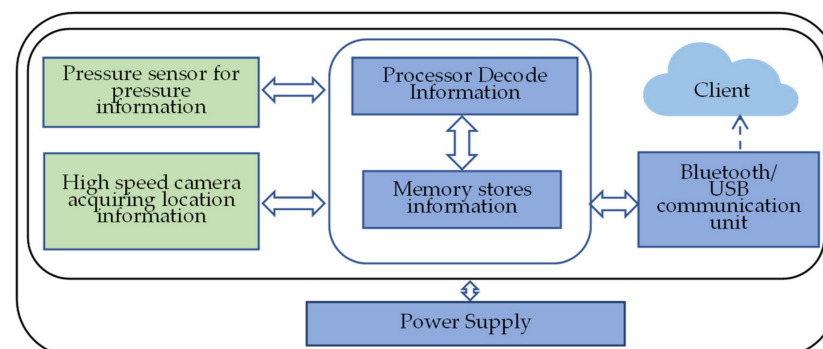 Pressure sensor for
pressure
information
Processor Decode
Information
Client
High speed camera
acquiring location
information
Memory stores
information
Bluetooth/
USB
communication
unit
Power Supply